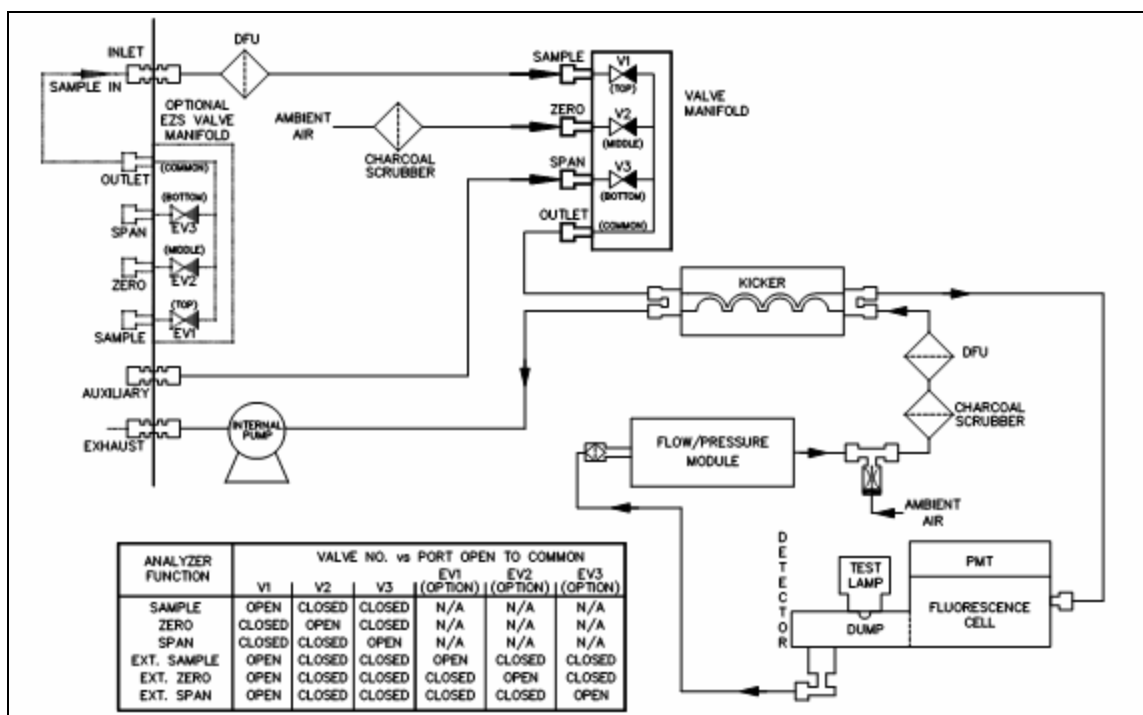 INLET
SAMPLE IN
DFU
OPTIONAL
EZS VALVE
MANIFOLD
OUTLET
(COMMON)
(BOTTOM)
EV3
SPAN
(MIDDLE)
EV2
ZERO
(TOP)
EV1
SAMPLE
AUXILIARY
EXHAUST
INTERNAL
PUMP
AMBIENT
AIR
CHARCOAL
SCRUBBER
SAMPLE
V1
(TOP)
ZERO
V2
(MIDDLE)
SPAN
V3
(BOTTOM)
OUTLET
(COMMON)
VALVE
MANIFOLD
KICKER
DFU
CHARCOAL
SCRUBBER
FLOW/PRESSURE
MODULE
AMBIENT
AIR
DETECTOR
TEST
LAMP
DUMP
PMT
FLUORESCENCE
CELL
ANALYZER
FUNCTION
VALVE NO. vs PORT OPEN TO COMMON
V1 V2 V3 EV1 (OPTION) EV2 (OPTION) EV3 (OPTION)
SAMPLE OPEN CLOSED CLOSED N/A N/A N/A
ZERO CLOSED OPEN CLOSED N/A N/A N/A
SPAN CLOSED CLOSED OPEN N/A N/A N/A
EXT. SAMPLE OPEN CLOSED CLOSED OPEN CLOSED CLOSED
EXT. ZERO OPEN CLOSED CLOSED CLOSED OPEN CLOSED
EXT. SPAN OPEN CLOSED CLOSED CLOSED CLOSED OPEN